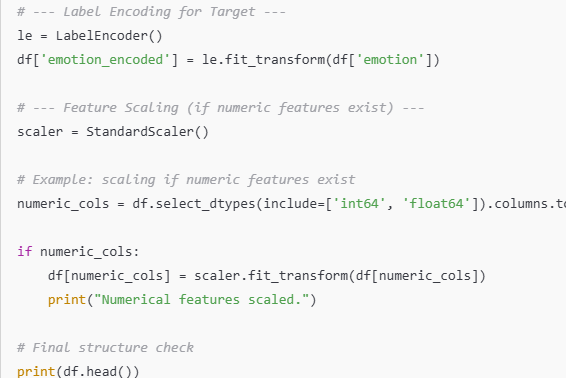 # --- Label Encoding for Target ---
le = LabelEncoder()
df['emotion_encoded'] = le.fit_transform(df['emotion'])
# --- Feature Scaling (if numeric features exist) ---
scaler = StandardScaler()
# Example: scaling if numeric features exist
numeric_cols = df.select_dtypes(include=['int64', 'float64']).columns.to
if numeric_cols:
    df[numeric_cols] = scaler.fit_transform(df[numeric_cols])
    print("Numerical features scaled.")
# Final structure check
print(df.head())